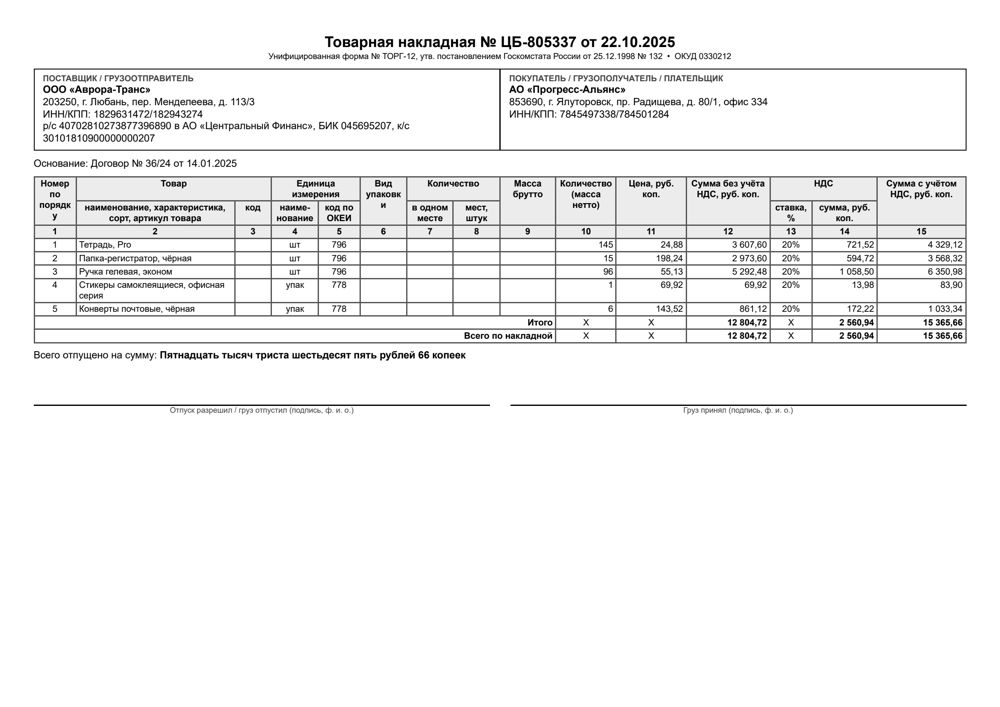 Товарная накладная № ЦБ-805337 от 22.10.2025
Унифицированная форма № ТОРГ-12, утв. постановлением Госкомстата России от 25.12.1998 № 132 • ОКУД 0330212
ПОСТАВЩИК / ГРУЗООТПРАВИТЕЛЬ
ООО «Аврора-Транс»
203250, г. Любань, пер. Менделеева, д. 113/3
ИНН/КПП: 1829631472/182943274
р/с 40702810273877396890 в АО «Центральный Финанс», БИК 045695207, к/с
30101810900000000207
ПОКУПАТЕЛЬ / ГРУЗОПОЛУЧАТЕЛЬ / ПЛАТЕЛЬЩИК
АО «Прогресс-Альянс»
853690, г. Ялуторовск, пр. Радищева, д. 80/1, офис 334
ИНН/КПП: 7845497338/784501284
Основание: Договор № 36/24 от 14.01.2025
Номер по порядку Товар Единица измерения Вид упаковки Количество Масса брутто Количество (масса нетто) Цена, руб. коп. Сумма без учёта НДС, руб. коп. НДС Сумма с учётом НДС, руб. коп.
наименование, характеристика, сорт, артикул товара код наиме-нование код по ОКЕИ в одном месте мест, штук ставка, % сумма, руб. коп.
1 2 3 4 5 6 7 8 9 10 11 12 13 14 15
1 Тетрадь, Pro шт 796 145 24,88 3 607,60 20% 721,52 4 329,12
2 Папка-регистратор, чёрная шт 796 15 198,24 2 973,60 20% 594,72 3 568,32
3 Ручка гелевая, эконом шт 796 96 55,13 5 292,48 20% 1 058,50 6 350,98
4 Стикеры самоклеящиеся, офисная серия упак 778 1 69,92 69,92 20% 13,98 83,90
5 Конверты почтовые, чёрная упак 778 6 143,52 861,12 20% 172,22 1 033,34
Итого X X 12 804,72 X 2 560,94 15 365,66
Всего по накладной X X 12 804,72 X 2 560,94 15 365,66
Всего отпущено на сумму: Пятнадцать тысяч триста шестьдесят пять рублей 66 копеек
Отпуск разрешил / груз отпустил (подпись, ф. и. о.)
Груз принял (подпись, ф. и. о.)